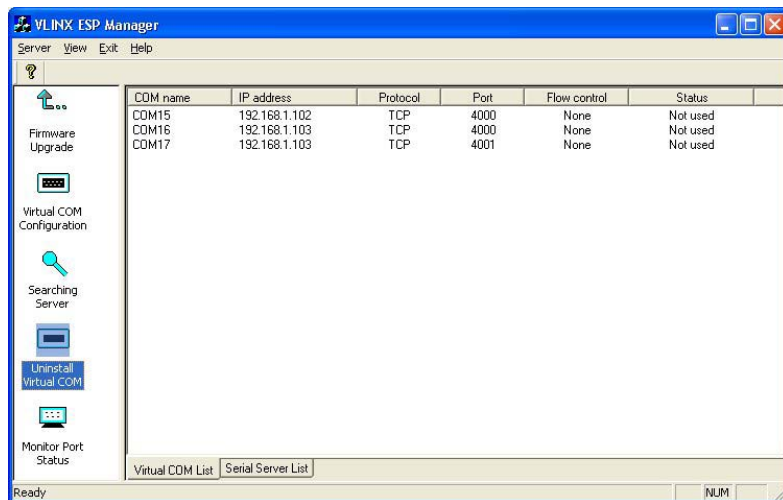 VLINX ESP Manager
Server View Exit Help
?
Firmware
Upgrade
Virtual COM
Configuration
Searching
Server
Uninstall
Virtual COM
Monitor Port
Status
COM name IP address Protocol Port Flow control Status
COM15 192.168.1.102 TCP 4000 None Not used
COM16 192.168.1.103 TCP 4000 None Not used
COM17 192.168.1.103 TCP 4001 None Not used
Virtual COM List Serial Server List
Ready NUM